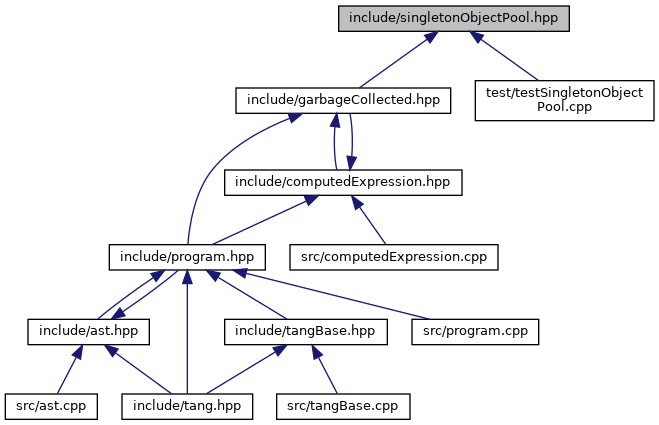 include/singletonObjectPool.hpp
include/garbageCollected.hpp
test/testSingletonObject
Pool.cpp
include/computedExpression.hpp
include/program.hpp
src/computedExpression.cpp
include/ast.hpp
include/tangBase.hpp
src/program.cpp
src/ast.cpp
include/tang.hpp
src/tangBase.cpp